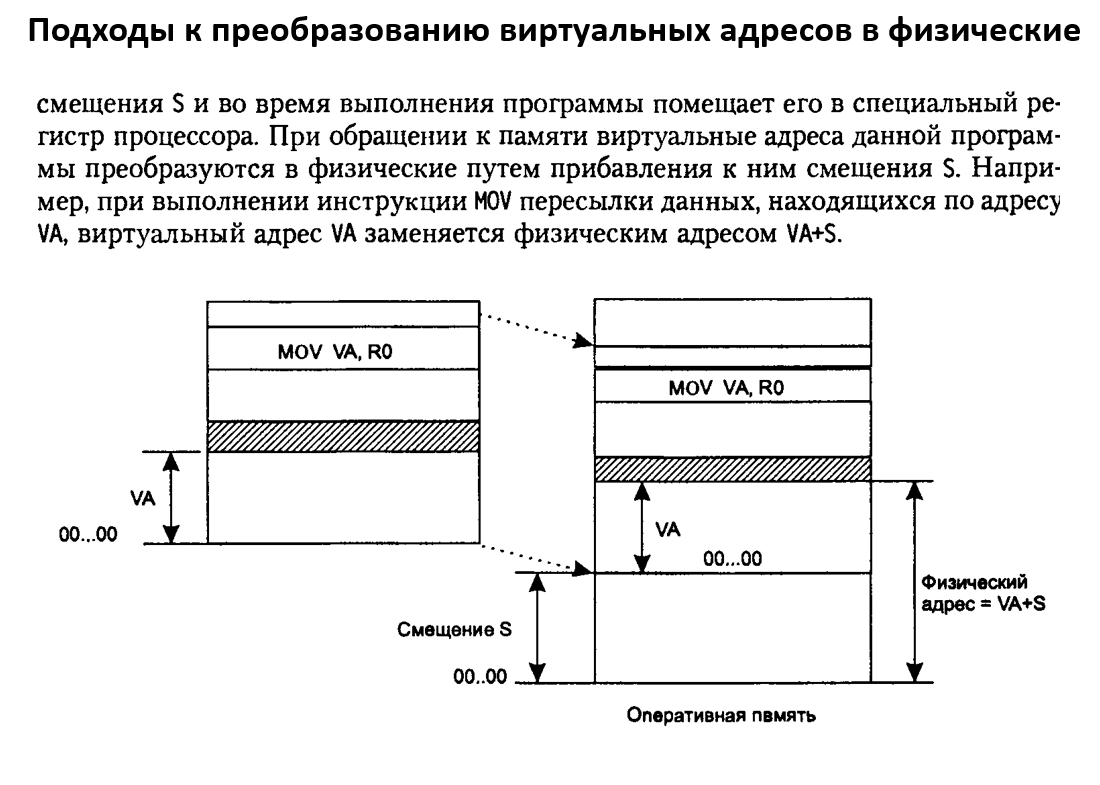 Подходы к преобразованию виртуальных адресов в физические
смещения S и во время выполнения программы помещает его в специальный ре-
гистр процессора. При обращении к памяти виртуальные адреса данной програм-
мы преобразуются в физические путем прибавления к ним смещения S. Напри-
мер, при выполнении инструкции MOV пересылки данных, находящихся по адресу
VA, виртуальный адрес VA заменяется физическим адресом VA+S.
MOV VA, R0
MOV VA, R0
VA
00...00
VA
00...00
Физический
адрес = VA+S
Смещение S
00..00
Оперативная пвмять